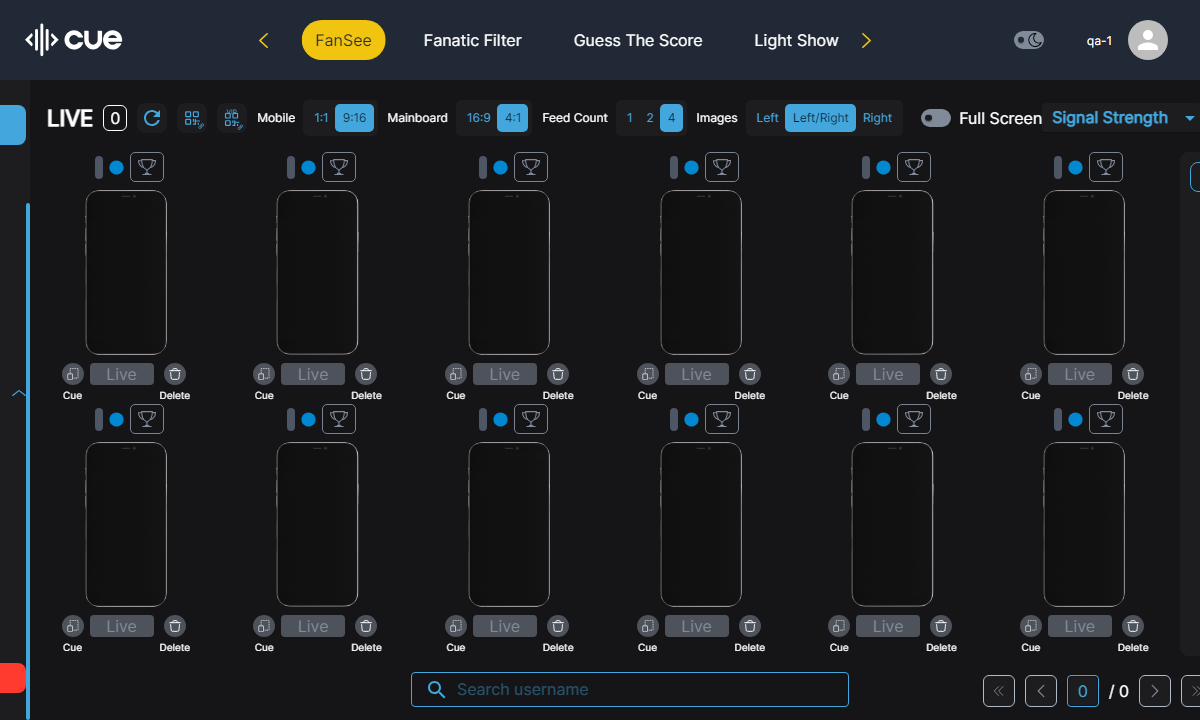 cue
FanSee
Fanatic Filter
Guess The Score
Light Show
qa-1
LIVE 0
Mobile 1:1 9:16
Mainboard 16:9 4:1
Feed Count 1 2 4
Images Left Left/Right Right
Full Screen
Signal Strength
Live Live Live Live Live Live
Cue Delete Cue Delete Cue Delete Cue Delete Cue Delete Cue Delete
Live Live Live Live Live Live
Cue Delete Cue Delete Cue Delete Cue Delete Cue Delete Cue Delete
Search username
0 / 0